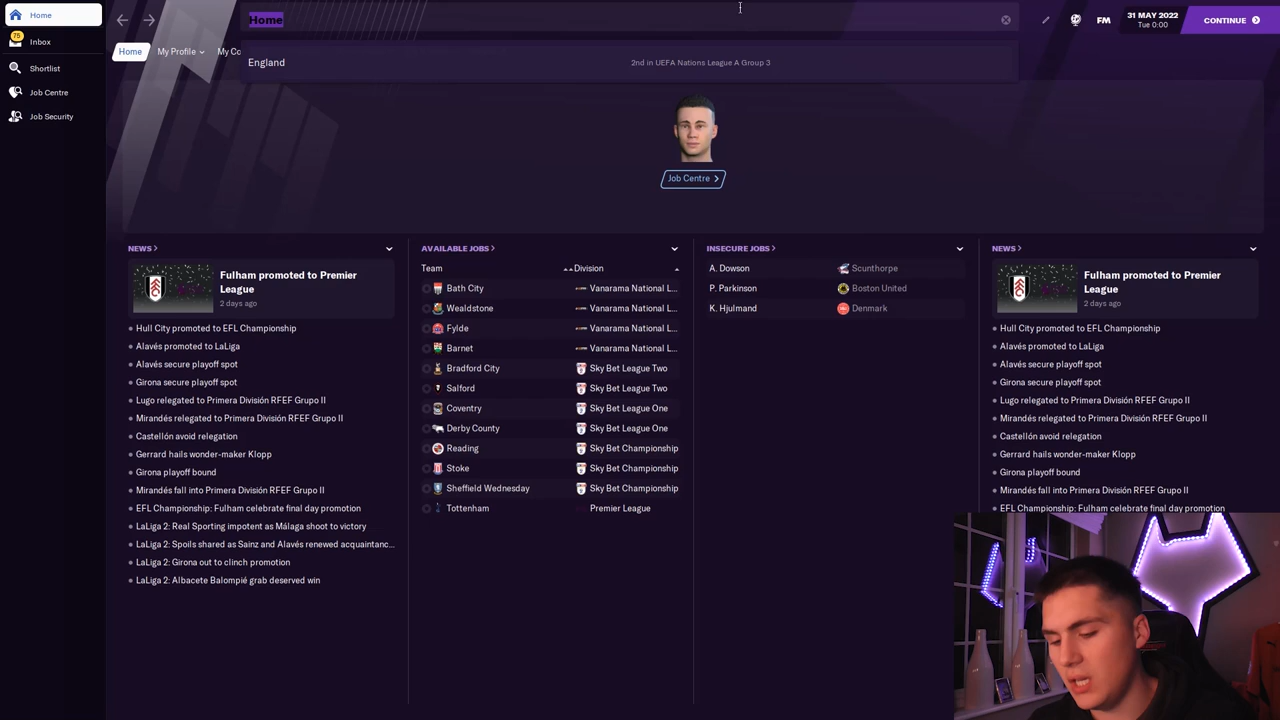 Home
Inbox
75
Shortlist
Job Centre
Job Security
Home
FM
31 MAY 2022
Tue 0:00
CONTINUE
Home
My Profile
My Co
England
2nd in UEFA Nations League A Group 3
Job Centre
NEWS
Fulham promoted to Premier
League
2 days ago
Hull City promoted to EFL Championship
Alavés promoted to LaLiga
Alavés secure playoff spot
Girona secure playoff spot
Lugo relegated to Primera División RFEF Grupo II
Mirandés relegated to Primera División RFEF Grupo II
Castellón avoid relegation
Gerrard hails wonder-maker Klopp
Girona playoff bound
Mirandés fall into Primera División RFEF Grupo II
EFL Championship: Fulham celebrate final day promotion
LaLiga 2: Real Sporting impotent as Málaga shoot to victory
LaLiga 2: Spoils shared as Sainz and Alavés renewed acquaintanc...
LaLiga 2: Girona out to clinch promotion
LaLiga 2: Albacete Balompié grab deserved win
AVAILABLE JOBS
Team Division
Bath City Vanarama National L...
Wealdstone Vanarama National L...
Fylde Vanarama National L...
Barnet Vanarama National L...
Bradford City Sky Bet League Two
Salford Sky Bet League Two
Coventry Sky Bet League One
Derby County Sky Bet League One
Reading Sky Bet Championship
Stoke Sky Bet Championship
Sheffield Wednesday Sky Bet Championship
Tottenham Premier League
INSECURE JOBS
A. Dowson Scunthorpe
P. Parkinson Boston United
K. Hjulmand Denmark
NEWS
Fulham promoted to Premier
League
2 days ago
Hull City promoted to EFL Championship
Alavés promoted to LaLiga
Alavés secure playoff spot
Girona secure playoff spot
Lugo relegated to Primera División RFEF Grupo II
Mirandés relegated to Primera División RFEF Grupo II
Castellón avoid relegation
Gerrard hails wonder-maker Klopp
Girona playoff bound
Mirandés fall into Primera División RFEF Grupo II
EFL Championship: Fulham celebrate final day promotion